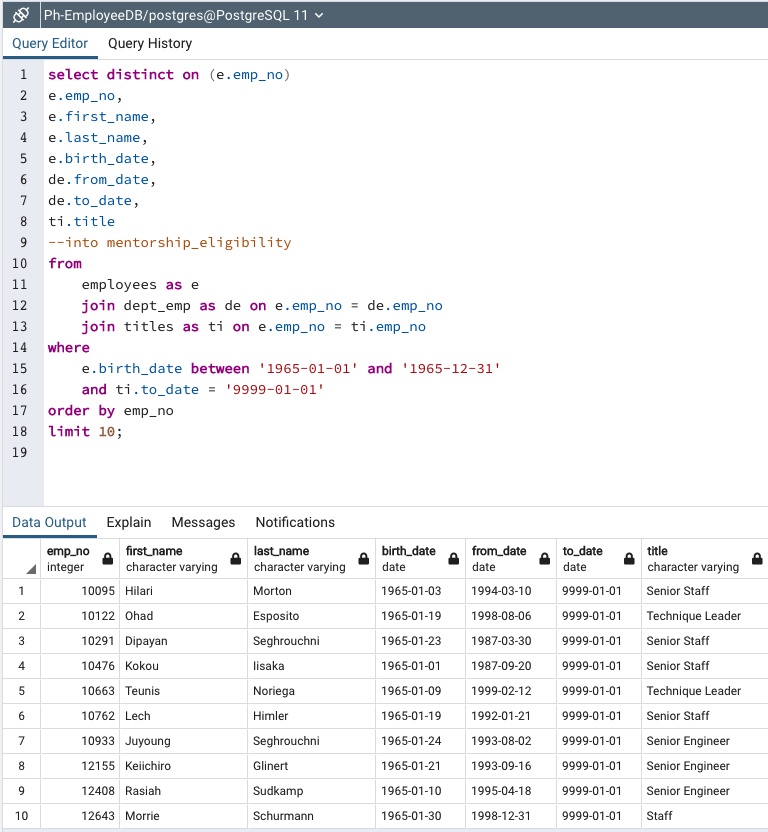 Ph-EmployeeDB/postgres@PostgreSQL 11
Query Editor Query History
1 select distinct on (e.emp_no)
2 e.emp_no,
3 e.first_name,
4 e.last_name,
5 e.birth_date,
6 de.from_date,
7 de.to_date,
8 ti.title
9 --into mentorship_eligibility
10 from
11 employees as e
12 join dept_emp as de on e.emp_no = de.emp_no
13 join titles as ti on e.emp_no = ti.emp_no
14 where
15 e.birth_date between '1965-01-01' and '1965-12-31'
16 and ti.to_date = '9999-01-01'
17 order by emp_no
18 limit 10;
19
Data Output Explain Messages Notifications
emp_no first_name last_name birth_date from_date to_date title
integer character varying character varying date date date character varying
1 10095 Hilari Morton 1965-01-03 1994-03-10 9999-01-01 Senior Staff
2 10122 Ohad Esposito 1965-01-19 1998-08-06 9999-01-01 Technique Leader
3 10291 Dipayan Seghrouchni 1965-01-23 1987-03-30 9999-01-01 Senior Staff
4 10476 Kokou Iisaka 1965-01-01 1987-09-20 9999-01-01 Senior Staff
5 10663 Teunis Noriega 1965-01-09 1999-02-12 9999-01-01 Technique Leader
6 10762 Lech Himler 1965-01-19 1992-01-21 9999-01-01 Senior Staff
7 10933 Juyoung Seghrouchni 1965-01-24 1993-08-02 9999-01-01 Senior Engineer
8 12155 Keiichiro Glinert 1965-01-21 1993-09-16 9999-01-01 Senior Engineer
9 12408 Rasiah Sudkamp 1965-01-10 1995-04-18 9999-01-01 Senior Engineer
10 12643 Morrie Schurmann 1965-01-30 1998-12-31 9999-01-01 Staff